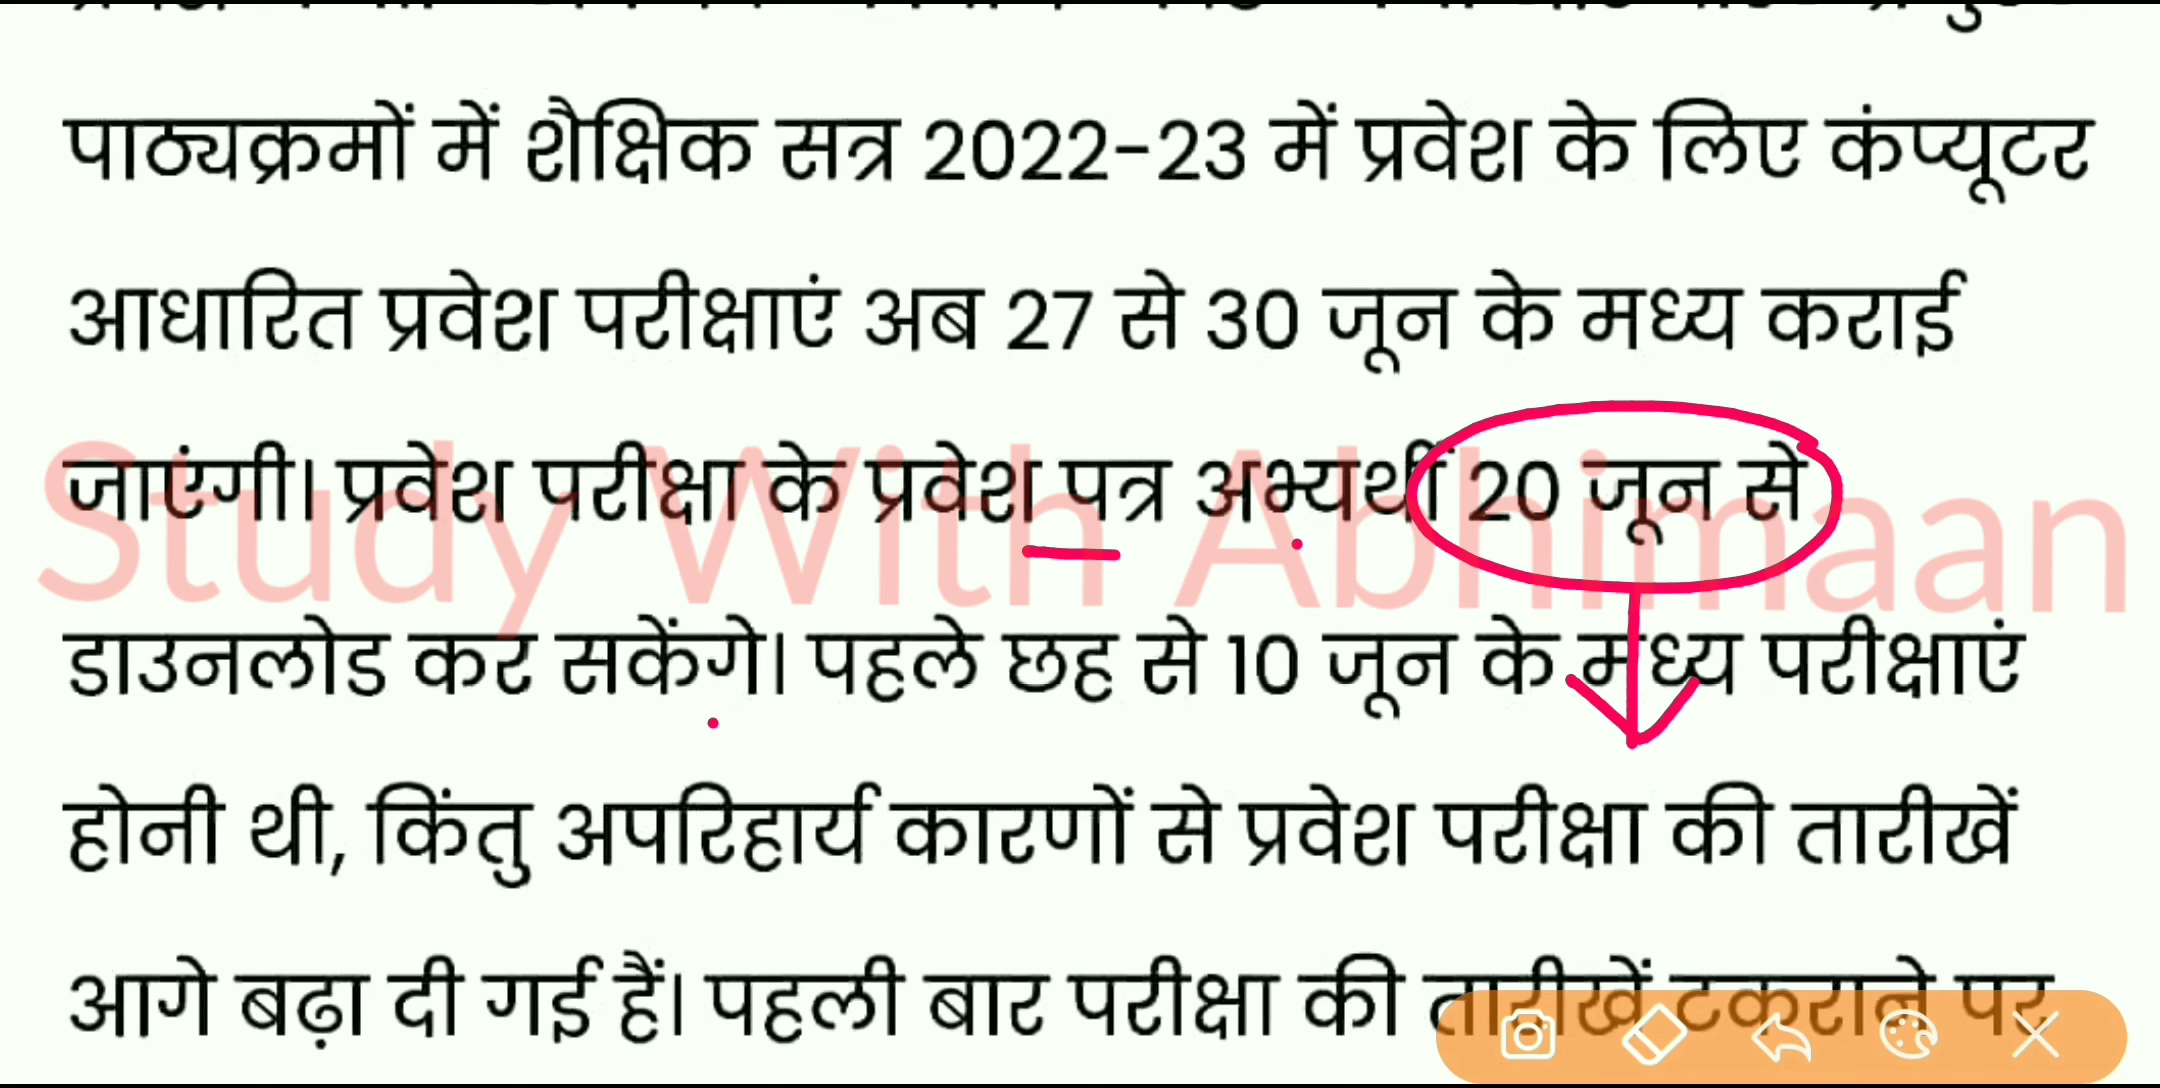 पाठ्यक्रमों में शैक्षिक सत्र 2022-23 में प्रवेश के लिए कंप्यूटर
आधारित प्रवेश परीक्षाएं अब 27 से 30 जून के मध्य कराई
जाएंगी। प्रवेश परीक्षा के प्रवेश पत्र अभ्यर्थी 20 जून से
Study With Abhimaan
डाउनलोड कर सकेंगे। पहले छह से 10 जून के मध्य परीक्षाएं
होनी थी, किंतु अपरिहार्य कारणों से प्रवेश परीक्षा की तारीखें
आगे बढ़ा दी गई हैं। पहली बार परीक्षा की तारीखें टकराने पर